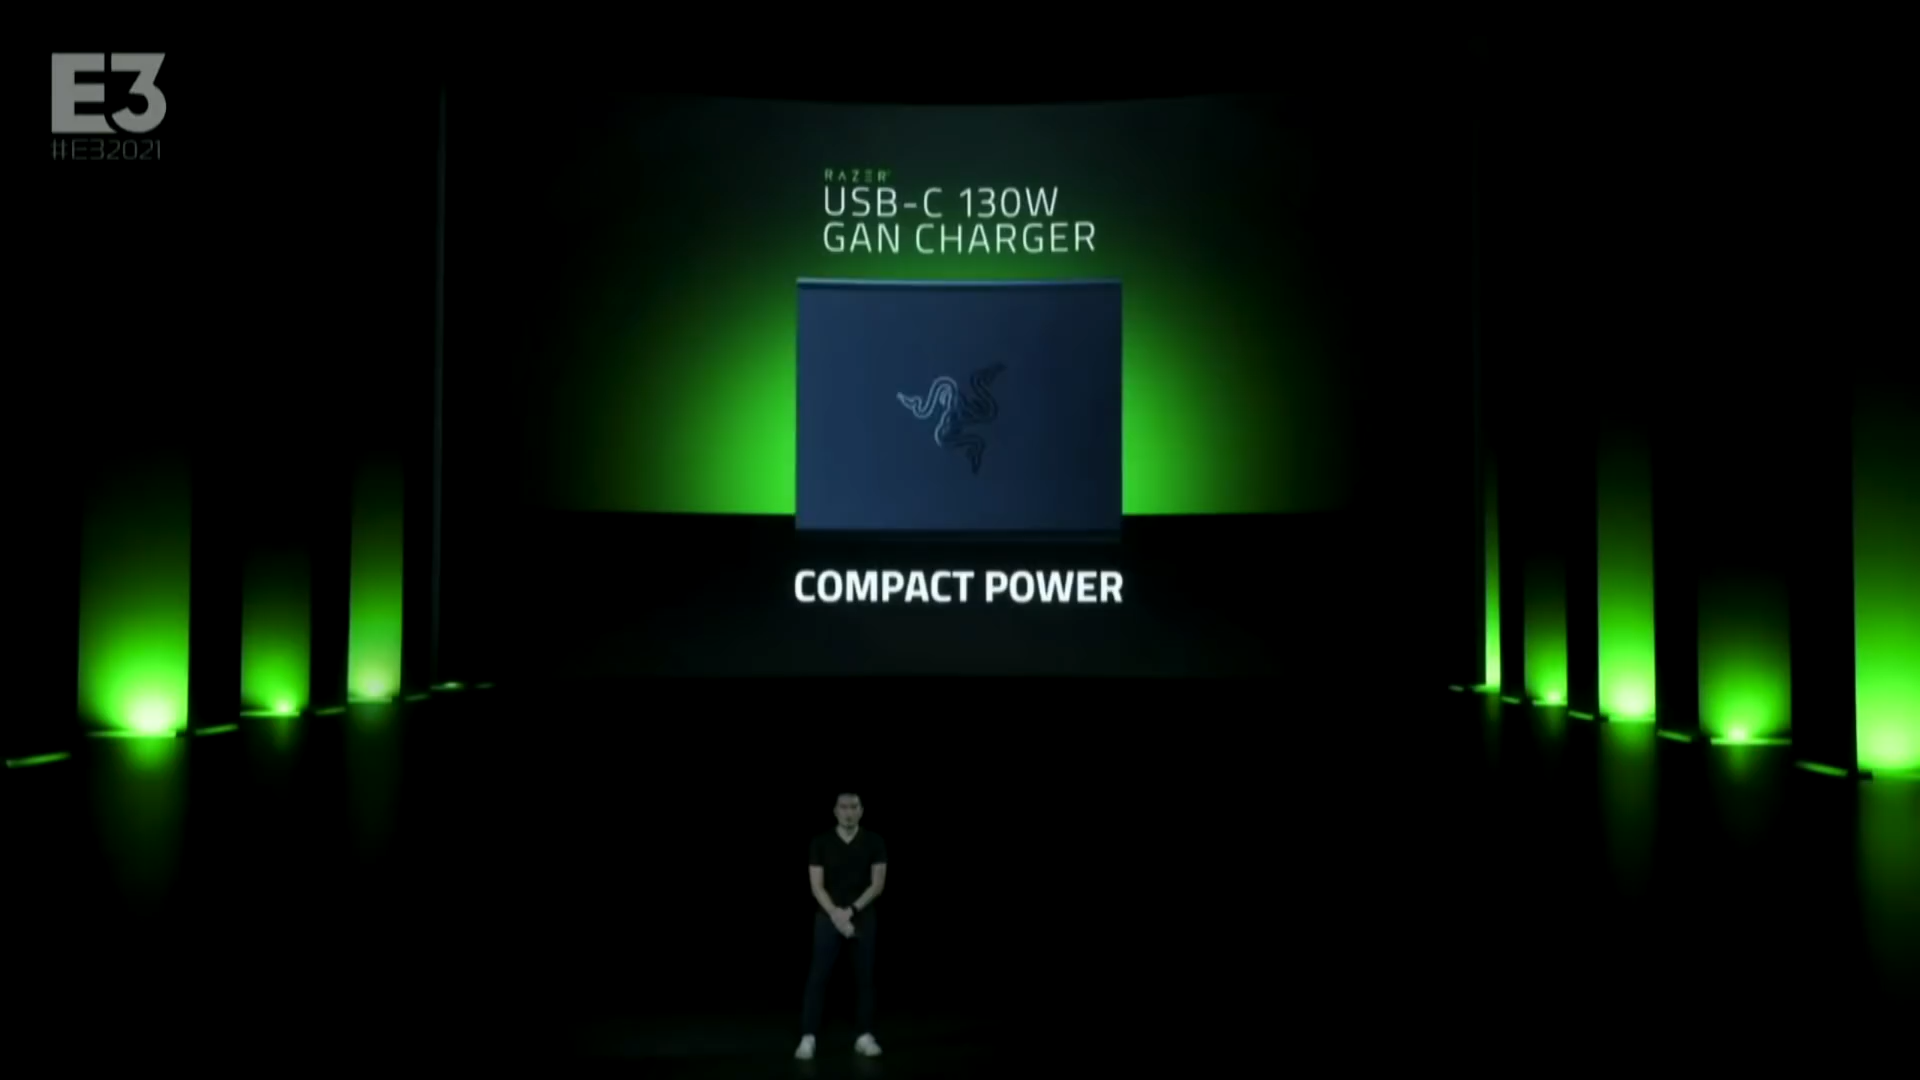 E3
#E32021
RAZER
USB-C 130W
GAN CHARGER
COMPACT POWER